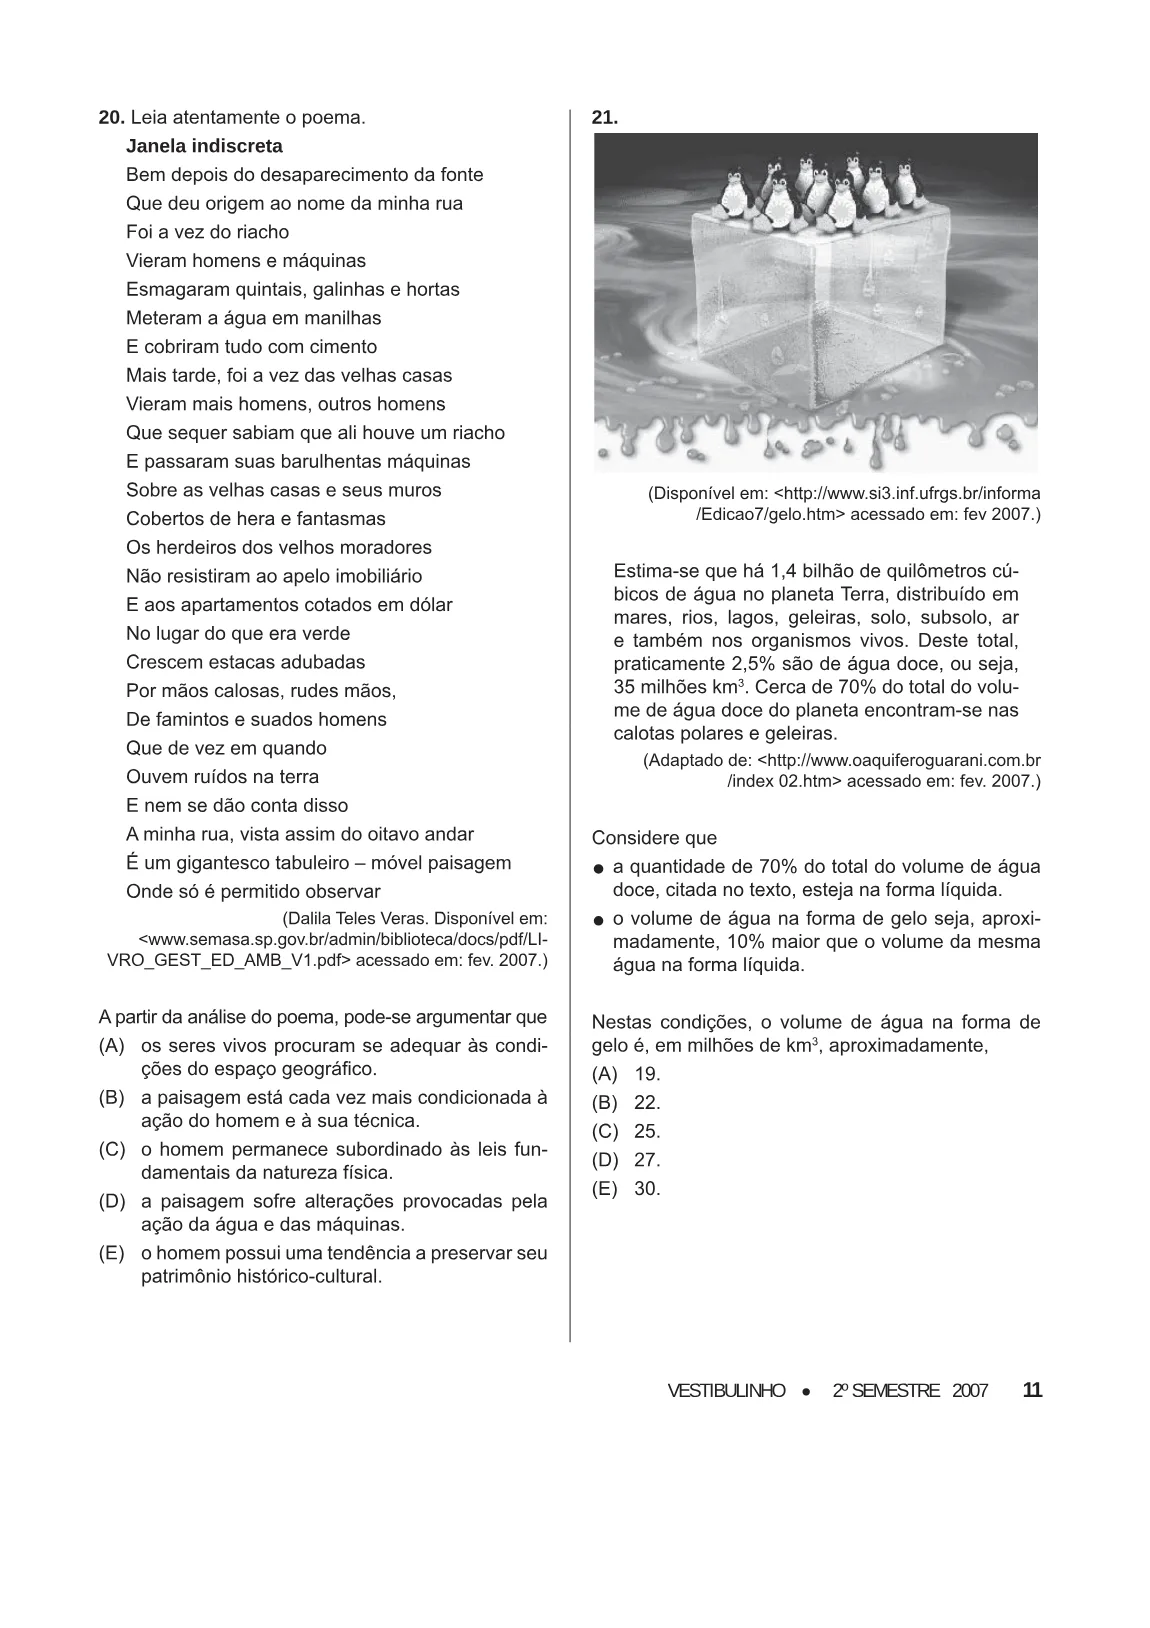 20. Leia atentamente o poema.
Janela indiscreta
Bem depois do desaparecimento da fonte
Que deu origem ao nome da minha rua
Foi a vez do riacho
Vieram homens e máquinas
Esmagaram quintais, galinhas e hortas
Meteram a água em manilhas
E cobriram tudo com cimento
Mais tarde, foi a vez das velhas casas
Vieram mais homens, outros homens
Que sequer sabiam que ali houve um riacho
E passaram suas barulhentas máquinas
Sobre as velhas casas e seus muros
Cobertos de hera e fantasmas
Os herdeiros dos velhos moradores
Não resistiram ao apelo imobiliário
E aos apartamentos cotados em dólar
No lugar do que era verde
Crescem estacas adubadas
Por mãos calosas, rudes mãos,
De famintos e suados homens
Que de vez em quando
Ouvem ruídos na terra
E nem se dão conta disso
A minha rua, vista assim do oitavo andar
É um gigantesco tabuleiro – móvel paisagem
Onde só é permitido observar
(Dalila Teles Veras. Disponível em:
<www.semasa.sp.gov.br/admin/biblioteca/docs/pdf/LI-
VRO_GEST_ED_AMB_V1.pdf> acessado em: fev. 2007.)
A partir da análise do poema, pode-se argumentar que
(A) os seres vivos procuram se adequar às condi-
ções do espaço geográfico.
(B) a paisagem está cada vez mais condicionada à
ação do homem e à sua técnica.
(C) o homem permanece subordinado às leis fun-
damentais da natureza física.
(D) a paisagem sofre alterações provocadas pela
ação da água e das máquinas.
(E) o homem possui uma tendência a preservar seu
patrimônio histórico-cultural.
21.
(Disponível em: <http://www.si3.inf.ufrgs.br/informa
/Edicao7/gelo.htm> acessado em: fev 2007.)
Estima-se que há 1,4 bilhão de quilômetros cú-
bicos de água no planeta Terra, distribuído em
mares, rios, lagos, geleiras, solo, subsolo, ar
e também nos organismos vivos. Deste total,
praticamente 2,5% são de água doce, ou seja,
35 milhões km³. Cerca de 70% do total do volu-
me de água doce do planeta encontram-se nas
calotas polares e geleiras.
(Adaptado de: <http://www.oaquiferoguarani.com.br
/index 02.htm> acessado em: fev. 2007.)
Considere que
● a quantidade de 70% do total do volume de água
doce, citada no texto, esteja na forma líquida.
● o volume de água na forma de gelo seja, aproxi-
madamente, 10% maior que o volume da mesma
água na forma líquida.
Nestas condições, o volume de água na forma de
gelo é, em milhões de km³, aproximadamente,
(A) 19.
(B) 22.
(C) 25.
(D) 27.
(E) 30.
VESTIBULINHO ● 2º SEMESTRE 2007 11